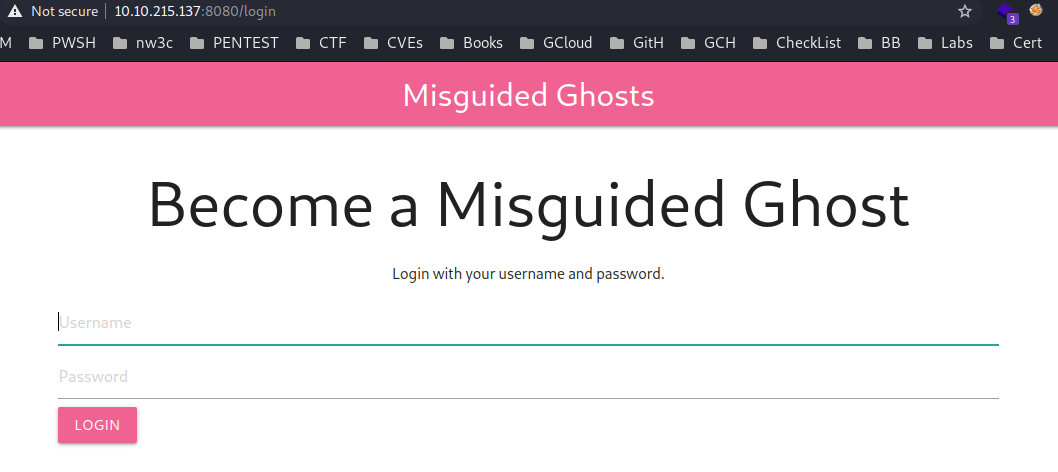 Not secure 10.10.215.137:8080/login
3
M PWSH nw3c PENTEST CTF CVEs Books GCloud GitH GCH CheckList BB Labs Cert
Misguided Ghosts
Become a Misguided Ghost
Login with your username and password.
Username
Password
LOGIN